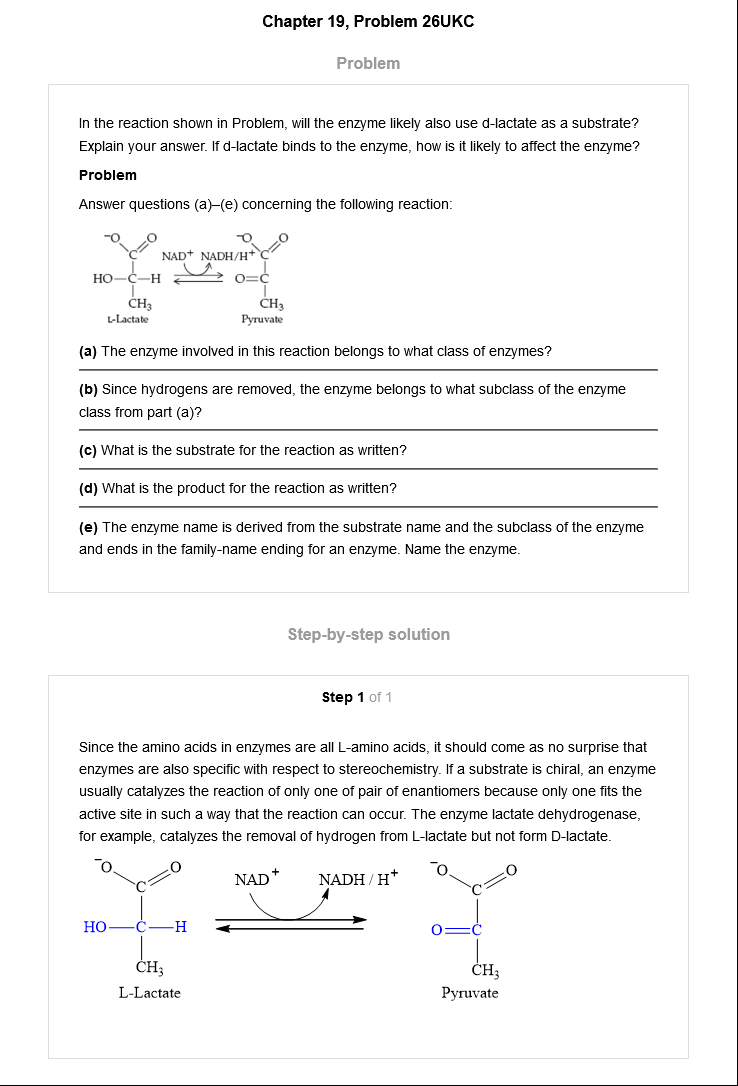 Chapter 19, Problem 26UKC
Problem
In the reaction shown in Problem, will the enzyme likely also use d-lactate as a substrate?
Explain your answer. If d-lactate binds to the enzyme, how is it likely to affect the enzyme?
Problem
Answer questions (a)–(e) concerning the following reaction:
⁻O O ⁻O O
C NAD⁺ NADH/H⁺ C
HO—C—H O=C
CH₃ CH₃
L-Lactate Pyruvate
(a) The enzyme involved in this reaction belongs to what class of enzymes?
(b) Since hydrogens are removed, the enzyme belongs to what subclass of the enzyme
class from part (a)?
(c) What is the substrate for the reaction as written?
(d) What is the product for the reaction as written?
(e) The enzyme name is derived from the substrate name and the subclass of the enzyme
and ends in the family-name ending for an enzyme. Name the enzyme.
Step-by-step solution
Step 1 of 1
Since the amino acids in enzymes are all L-amino acids, it should come as no surprise that
enzymes are also specific with respect to stereochemistry. If a substrate is chiral, an enzyme
usually catalyzes the reaction of only one of pair of enantiomers because only one fits the
active site in such a way that the reaction can occur. The enzyme lactate dehydrogenase,
for example, catalyzes the removal of hydrogen from L-lactate but not form D-lactate.
⁻O O ⁻O O
C NAD⁺ NADH / H⁺ C
HO—C—H O=C
CH₃ CH₃
L-Lactate Pyruvate